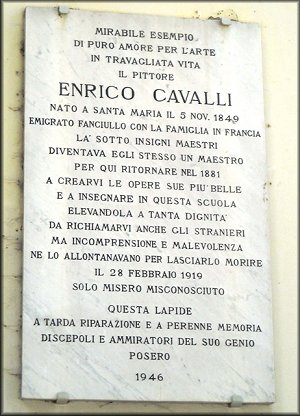 MIRABILE ESEMPIO
DI PURO AMORE PER L'ARTE
IN TRAVAGLIATA VITA
IL PITTORE
ENRICO CAVALLI
NATO A SANTA MARIA IL 5 NOV. 1849
EMIGRATO FANCIULLO CON LA FAMIGLIA IN FRANCIA
LA' SOTTO INSIGNI MAESTRI
DIVENTAVA EGLI STESSO UN MAESTRO
PER QUI RITORNARE NEL 1881
A CREARVI LE OPERE SUE PIU' BELLE
E A INSEGNARE IN QUESTA SCUOLA
ELEVANDOLA A TANTA DIGNITA'
DA RICHIAMARVI ANCHE GLI STRANIERI
MA INCOMPRENSIONE E MALEVOLENZA
NE LO ALLONTANAVANO PER LASCIARLO MORIRE
IL 28 FEBBRAIO 1919
SOLO MISERO MISCONOSCIUTO
QUESTA LAPIDE
A TARDA RIPARAZIONE E A PERENNE MEMORIA
DISCEPOLI E AMMIRATORI DEL SUO GENIO
POSERO
1946